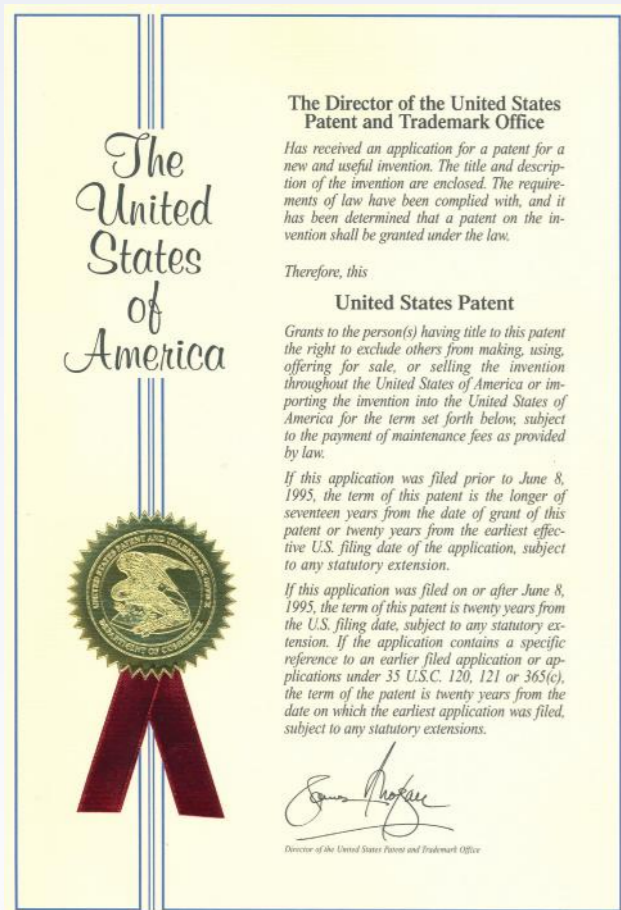 The
United
States
of
America
The Director of the United States
Patent and Trademark Office
Has received an application for a patent for a
new and useful invention. The title and descrip-
tion of the invention are enclosed. The require-
ments of law have been complied with, and it
has been determined that a patent on the in-
vention shall be granted under the law.
Therefore, this
United States Patent
Grants to the person(s) having title to this patent
the right to exclude others from making, using,
offering for sale, or selling the invention
throughout the United States of America or im-
porting the invention into the United States of
America for the term set forth below, subject
to the payment of maintenance fees as provided
by law.
If this application was filed prior to June 8,
1995, the term of this patent is the longer of
seventeen years from the date of grant of this
patent or twenty years from the earliest effec-
tive U.S. filing date of the application, subject
to any statutory extension.
If this application was filed on or after June 8,
1995, the term of this patent is twenty years from
the U.S. filing date, subject to any statutory ex-
tension. If the application contains a specific
reference to an earlier filed application or ap-
plications under 35 U.S.C. 120, 121 or 365(c),
the term of the patent is twenty years from the
date on which the earliest application was filed,
subject to any statutory extensions.
Director of the United States Patent and Trademark Office
UNITED STATES PATENT AND TRADEMARK OFFICE
DEPARTMENT OF COMMERCE